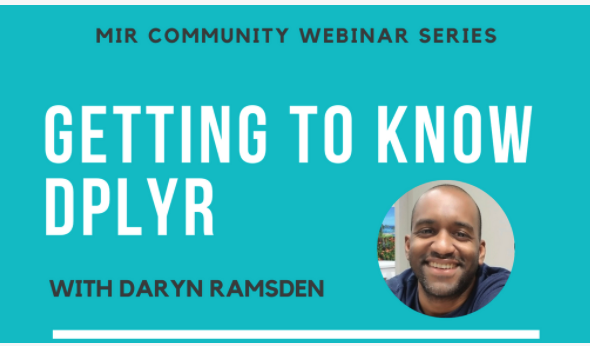 MIR COMMUNITY WEBINAR SERIES
GETTING TO KNOW
DPLYR
WITH DARYN RAMSDEN